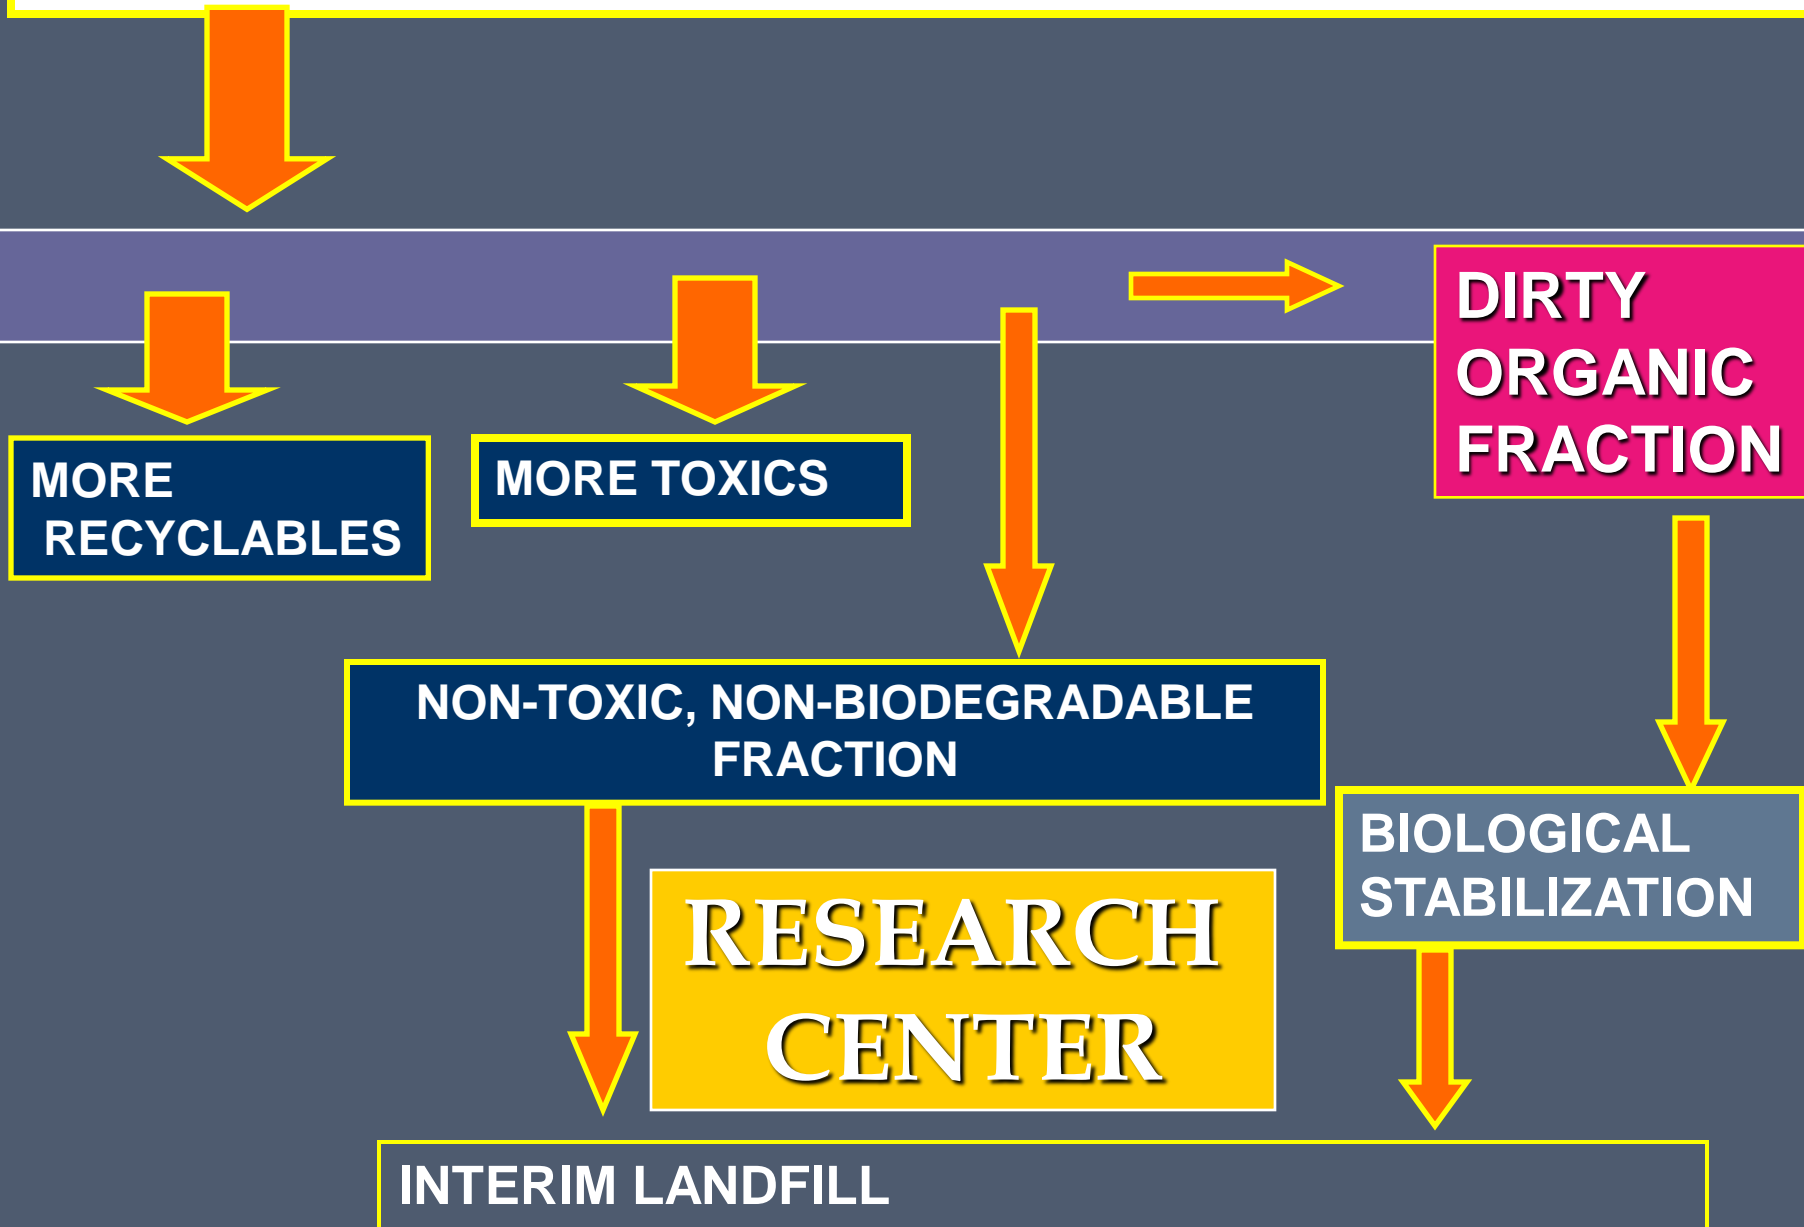 DIRTY
ORGANIC
FRACTION
MORE
RECYCLABLES
MORE TOXICS
NON-TOXIC, NON-BIODEGRADABLE
FRACTION
BIOLOGICAL
STABILIZATION
RESEARCH
CENTER
INTERIM LANDFILL